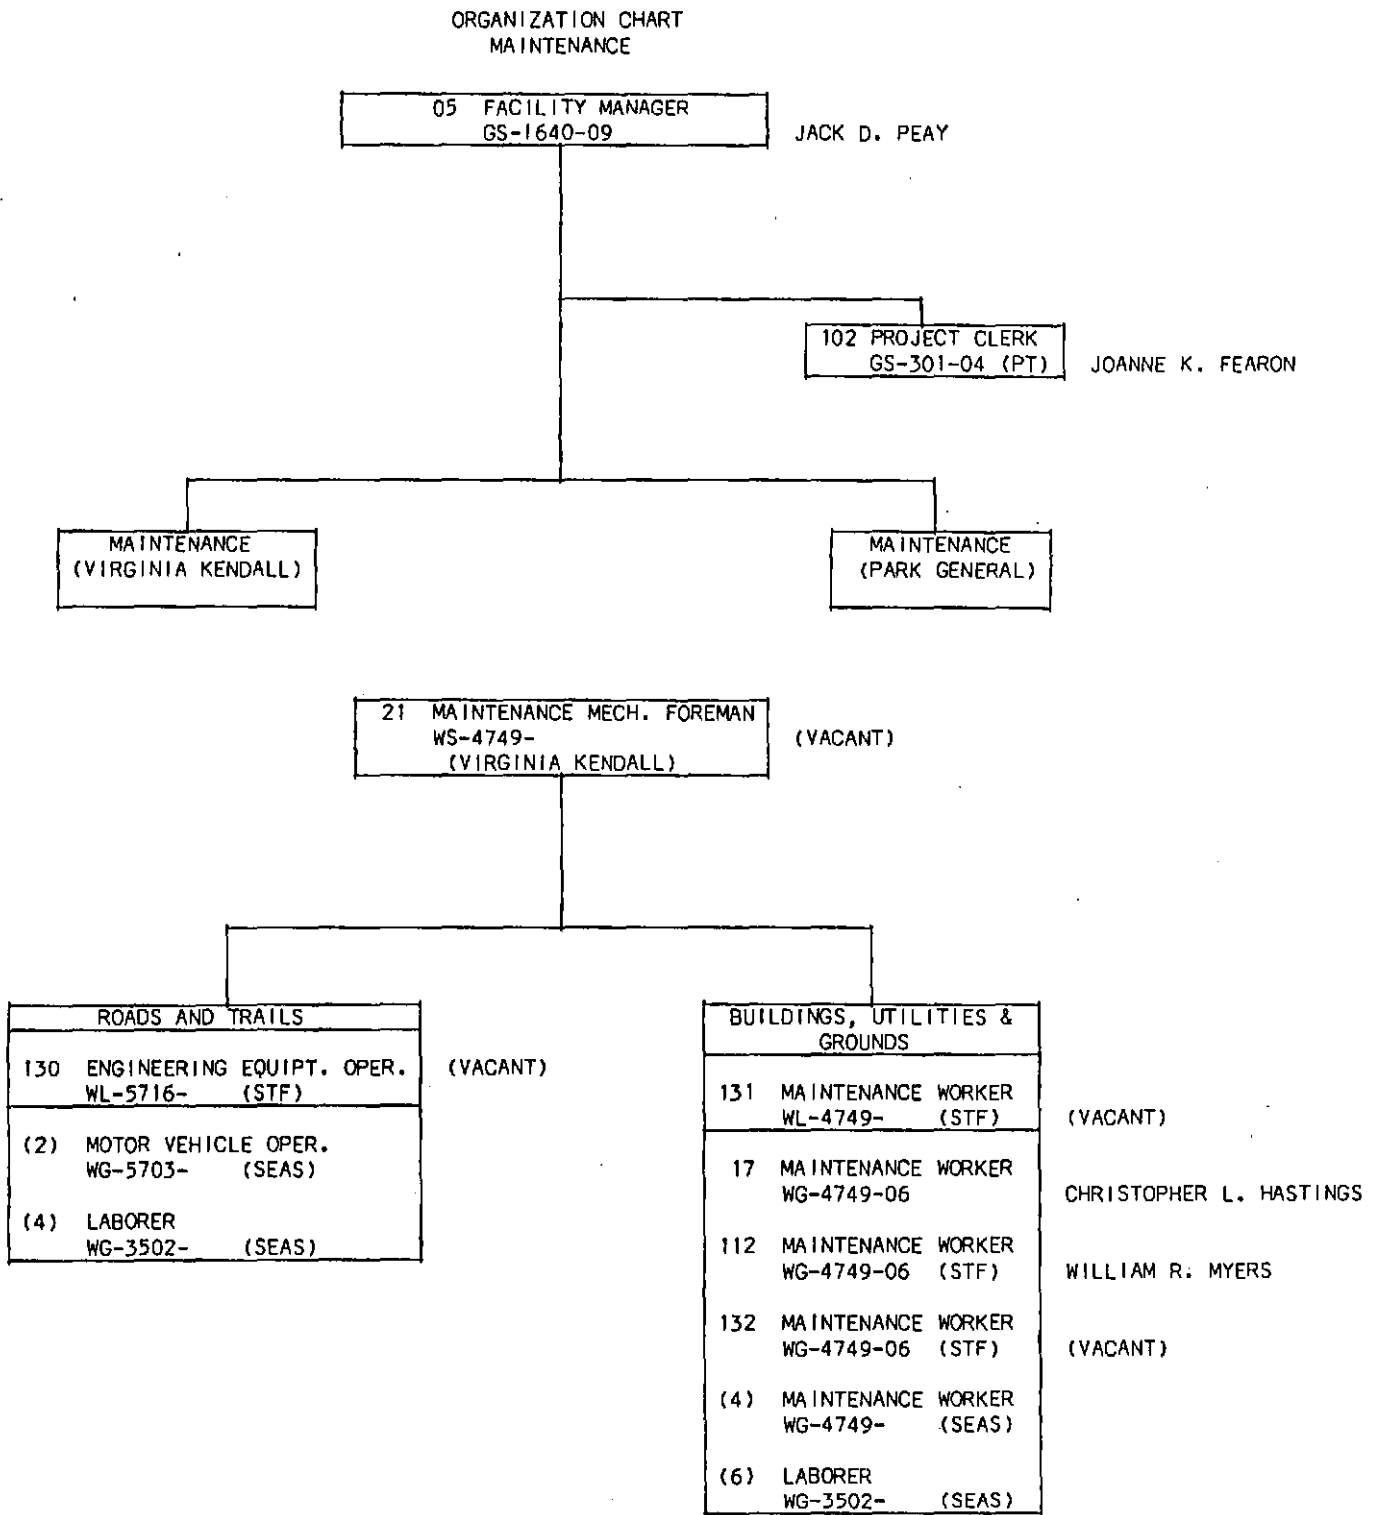 ORGANIZATION CHART
MAINTENANCE
05 FACILITY MANAGER
GS-1640-09
JACK D. PEAY
102 PROJECT CLERK
GS-301-04 (PT)
JOANNE K. FEARON
MAINTENANCE
(VIRGINIA KENDALL)
MAINTENANCE
(PARK GENERAL)
21 MAINTENANCE MECH. FOREMAN
WS-4749-
(VIRGINIA KENDALL)
(VACANT)
ROADS AND TRAILS
130 ENGINEERING EQUIPT. OPER.
WL-5716- (STF)
(VACANT)
(2) MOTOR VEHICLE OPER.
WG-5703- (SEAS)
(4) LABORER
WG-3502- (SEAS)
BUILDINGS, UTILITIES &
GROUNDS
131 MAINTENANCE WORKER
WL-4749- (STF)
(VACANT)
17 MAINTENANCE WORKER
WG-4749-06
CHRISTOPHER L. HASTINGS
112 MAINTENANCE WORKER
WG-4749-06 (STF)
WILLIAM R. MYERS
132 MAINTENANCE WORKER
WG-4749-06 (STF)
(VACANT)
(4) MAINTENANCE WORKER
WG-4749- (SEAS)
(6) LABORER
WG-3502- (SEAS)